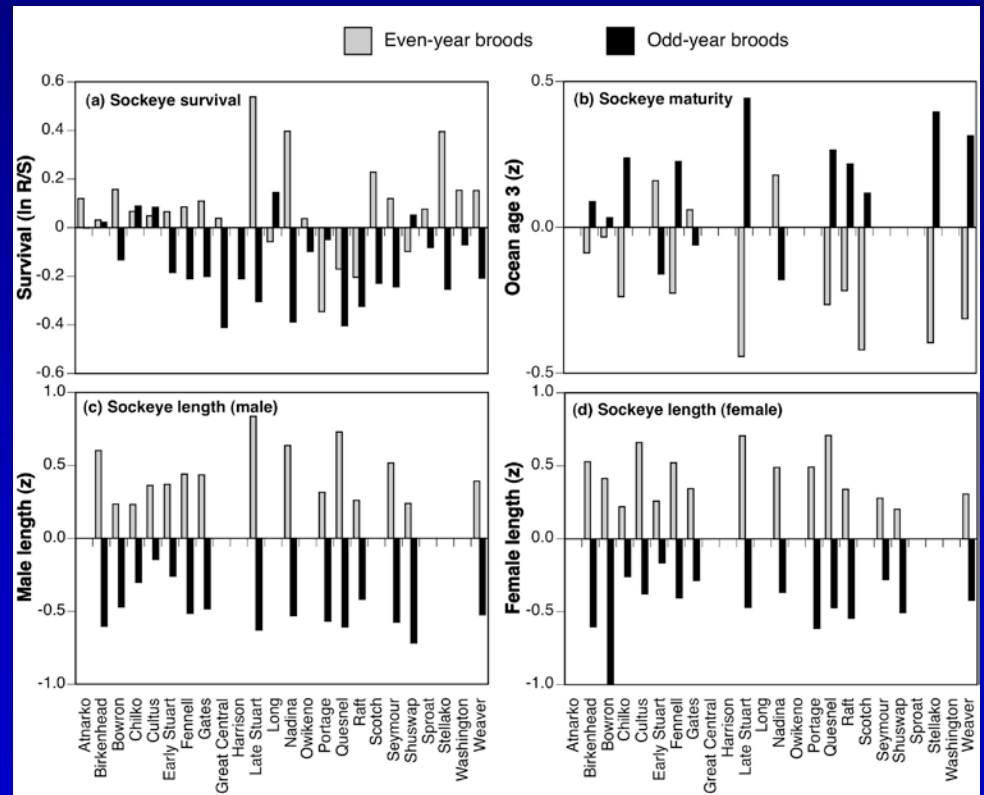 Even-year broods Odd-year broods
(a) Sockeye survival
Survival (ln R/S)
0.6
0.4
0.2
0
-0.2
-0.4
-0.6
(b) Sockeye maturity
Ocean age 3 (z)
0.5
0.0
-0.5
(c) Sockeye length (male)
Male length (z)
1.0
0.5
0.0
-0.5
-1.0
(d) Sockeye length (female)
Female length (z)
1.0
0.5
0.0
-0.5
-1.0
Atnarko
Birkenhead
Bowron
Chilko
Cultus
Early Stuart
Fennell
Gates
Great Central
Harrison
Late Stuart
Long
Nadina
Owikeno
Portage
Quesnel
Raft
Scotch
Seymour
Shuswap
Sproat
Stellako
Washington
Weaver
Atnarko
Birkenhead
Bowron
Chilko
Cultus
Early Stuart
Fennell
Gates
Great Central
Harrison
Late Stuart
Long
Nadina
Owikeno
Portage
Quesnel
Raft
Scotch
Seymour
Shuswap
Sproat
Stellako
Washington
Weaver